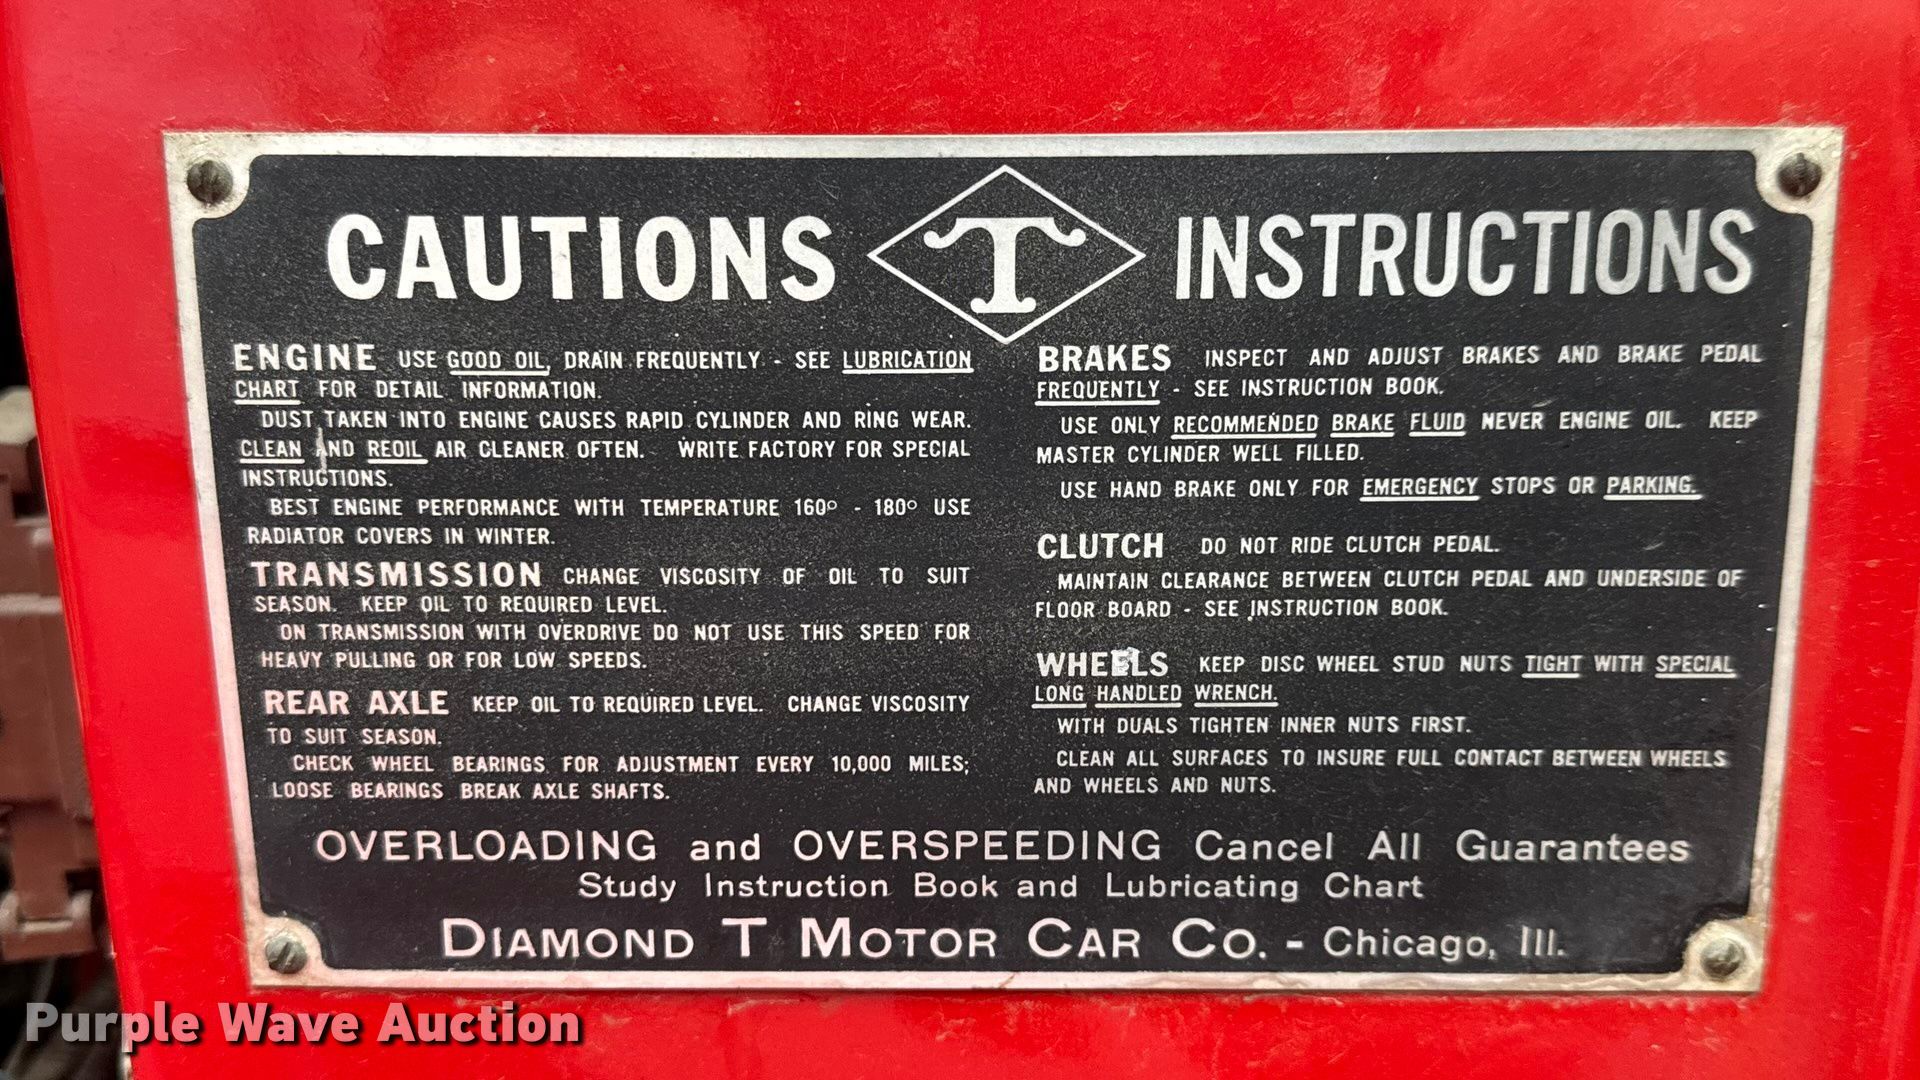 CAUTIONS T INSTRUCTIONS
ENGINE USE GOOD OIL, DRAIN FREQUENTLY - SEE LUBRICATION
CHART FOR DETAIL INFORMATION.
DUST TAKEN INTO ENGINE CAUSES RAPID CYLINDER AND RING WEAR.
CLEAN AND REOIL AIR CLEANER OFTEN. WRITE FACTORY FOR SPECIAL
INSTRUCTIONS.
BEST ENGINE PERFORMANCE WITH TEMPERATURE 160° - 180° USE
RADIATOR COVERS IN WINTER.
TRANSMISSION CHANGE VISCOSITY OF OIL TO SUIT
SEASON. KEEP OIL TO REQUIRED LEVEL.
ON TRANSMISSION WITH OVERDRIVE DO NOT USE THIS SPEED FOR
HEAVY PULLING OR FOR LOW SPEEDS.
REAR AXLE KEEP OIL TO REQUIRED LEVEL. CHANGE VISCOSITY
TO SUIT SEASON.
CHECK WHEEL BEARINGS FOR ADJUSTMENT EVERY 10,000 MILES;
LOOSE BEARINGS BREAK AXLE SHAFTS.
BRAKES INSPECT AND ADJUST BRAKES AND BRAKE PEDAL
FREQUENTLY - SEE INSTRUCTION BOOK.
USE ONLY RECOMMENDED BRAKE FLUID NEVER ENGINE OIL. KEEP
MASTER CYLINDER WELL FILLED.
USE HAND BRAKE ONLY FOR EMERGENCY STOPS OR PARKING.
CLUTCH DO NOT RIDE CLUTCH PEDAL.
MAINTAIN CLEARANCE BETWEEN CLUTCH PEDAL AND UNDERSIDE OF
FLOOR BOARD - SEE INSTRUCTION BOOK.
WHEELS KEEP DISC WHEEL STUD NUTS TIGHT WITH SPECIAL
LONG HANDLED WRENCH.
WITH DUALS TIGHTEN INNER NUTS FIRST.
CLEAN ALL SURFACES TO INSURE FULL CONTACT BETWEEN WHEELS
AND WHEELS AND NUTS.
OVERLOADING and OVERSPEEDING Cancel All Guarantees
Study Instruction Book and Lubricating Chart
DIAMOND T MOTOR CAR CO. - Chicago, Ill.
Purple Wave Auction